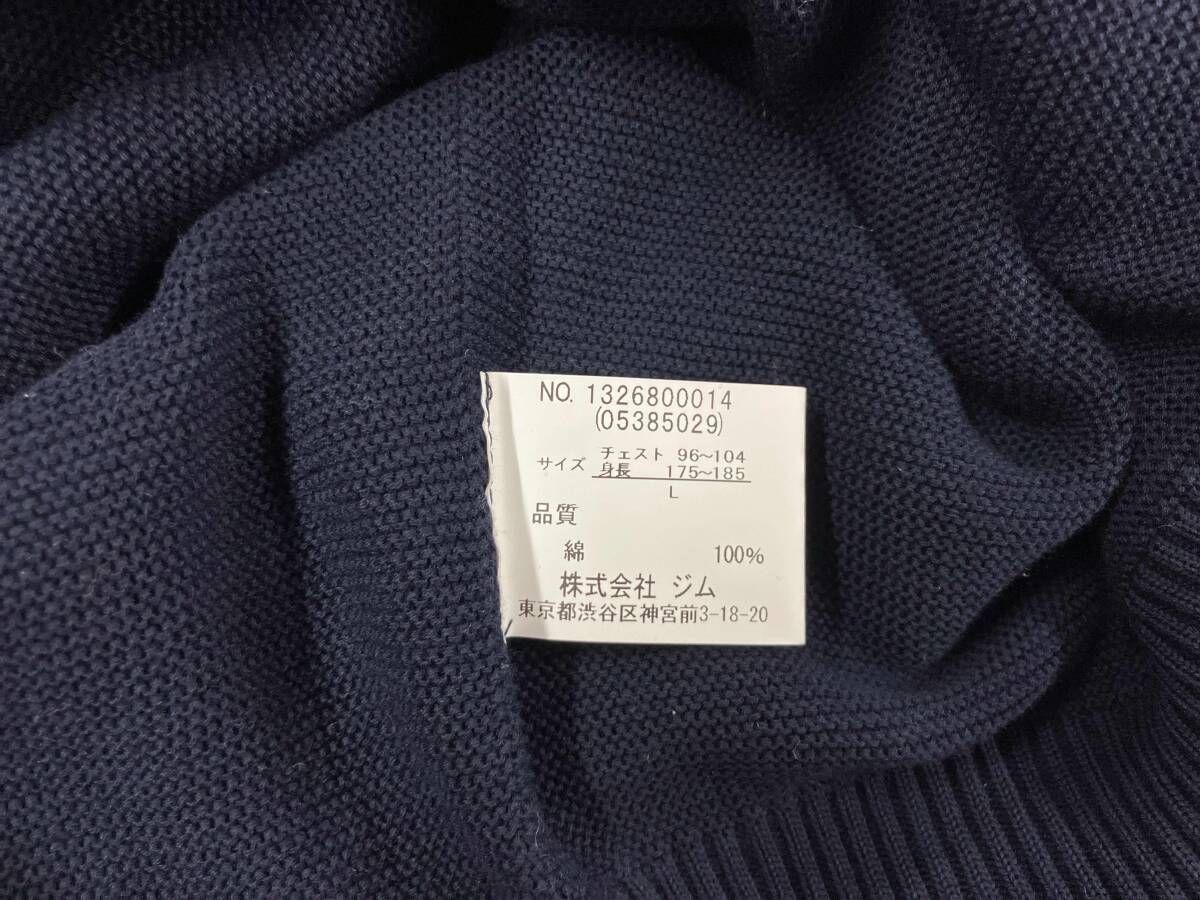 NO. 1326800014
(05385029)
サイズ チェスト 96~104
身長 175~185
L
品質
綿 100%
株式会社 ジム
東京都渋谷区神宮前3-18-20